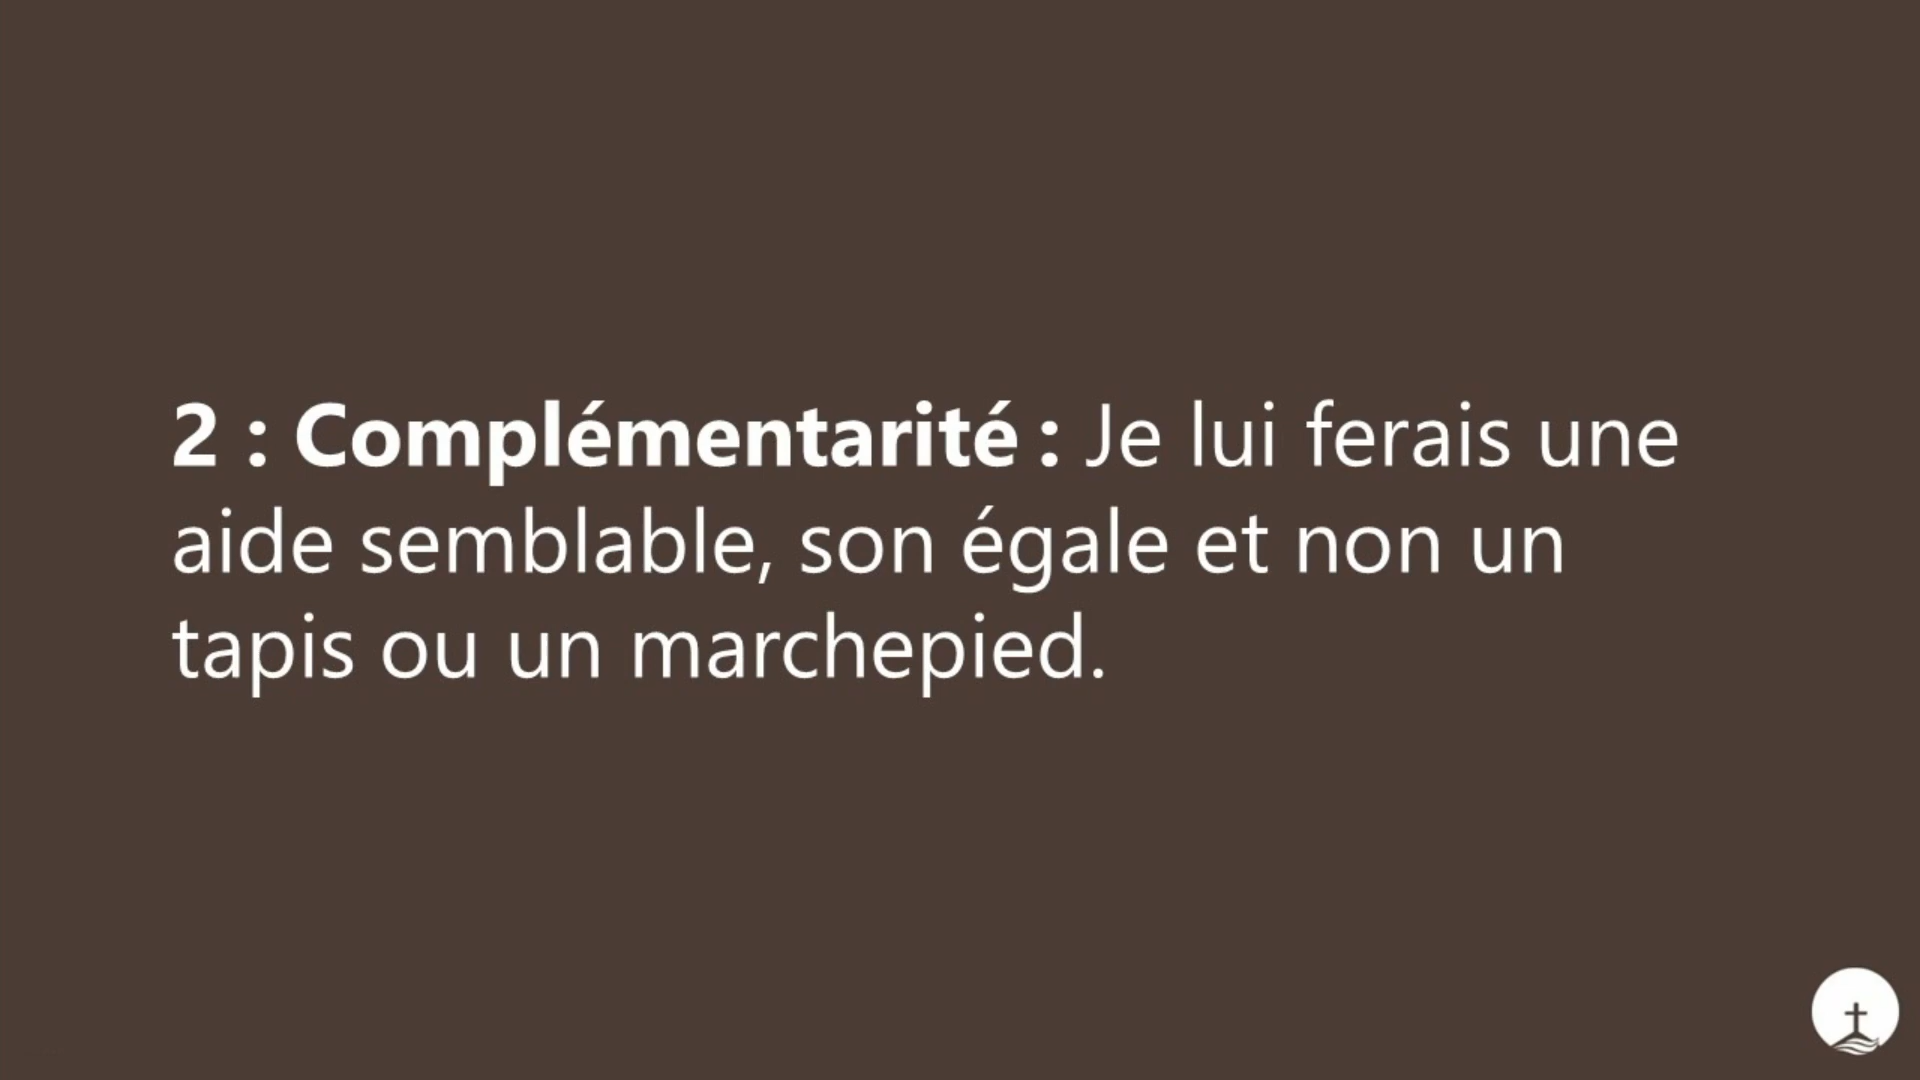 2 : Complémentarité : Je lui ferais une
aide semblable, son égale et non un
tapis ou un marchepied.